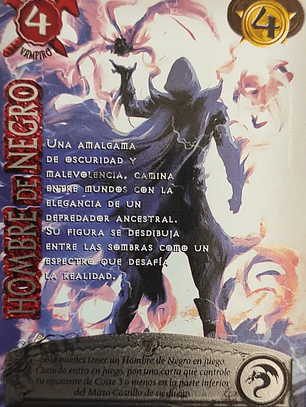 4
4
VAMPIRO
HOMBRE DE NEGRO
UNA AMALGAMA
DE OSCURIDAD Y
MALEVOLENCIA, CAMINA
ENTRE MUNDOS CON LA
ELEGANCIA DE UN
DEPREDADOR ANCESTRAL.
SU FIGURA SE DESDIBUJA
ENTRE LAS SOMBRAS COMO UN
ESPECTRO QUE DESAFÍA
LA REALIDAD.
Solo puedes tener un Hombre de Negro en juego.
Cuando entra en juego, pon una carta que controle
tu oponente de Coste 3 o menos en la parte inferior
del Mazo Castillo de su dueño.